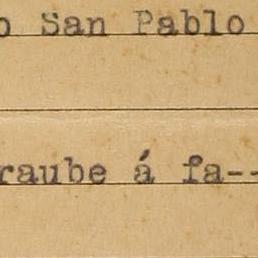 o San Pablo
raube á fa--